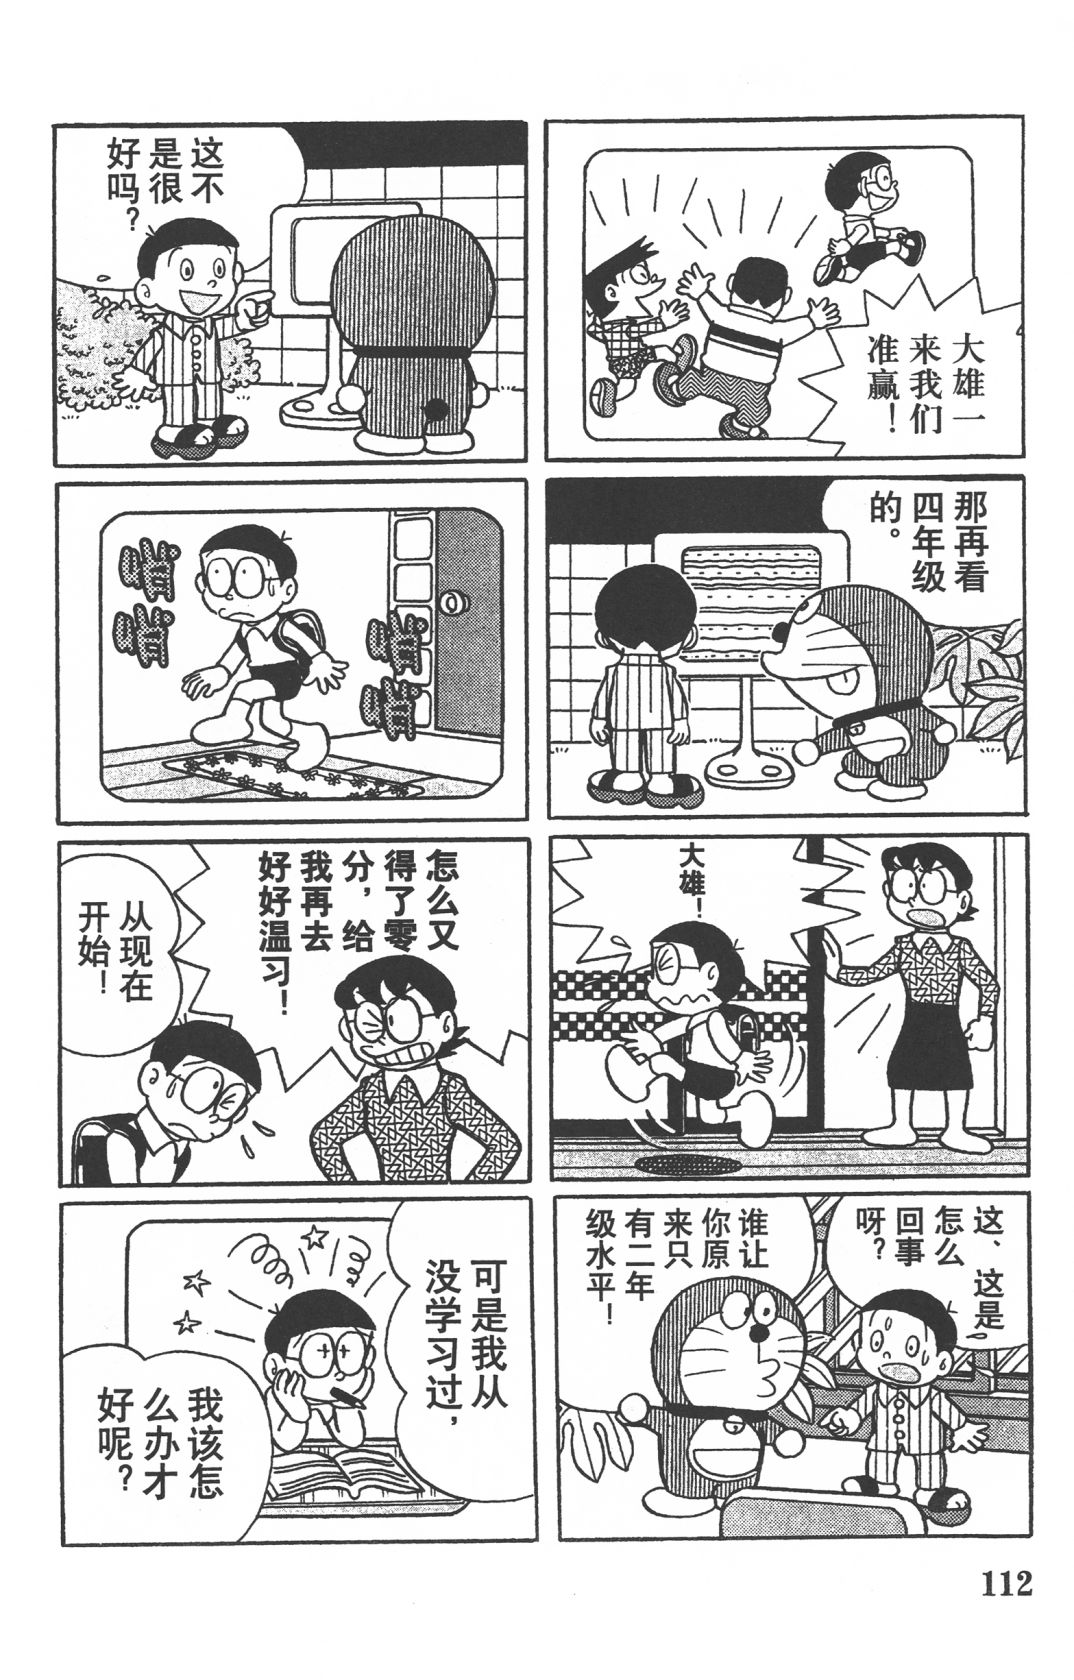 大雄一
来我们
准赢！
这不
是很
好吗？
那再看
四年级
的。
嗒嗒
嗒嗒
大雄！
怎么又
得了零
分，给
我再去
好好温习！
从现在
开始！
这、这是
怎么
回事
呀？
谁让
你原
来只
有二年
级水平！
可是我从
没学习过，
我该怎
么办才
好呢？
112